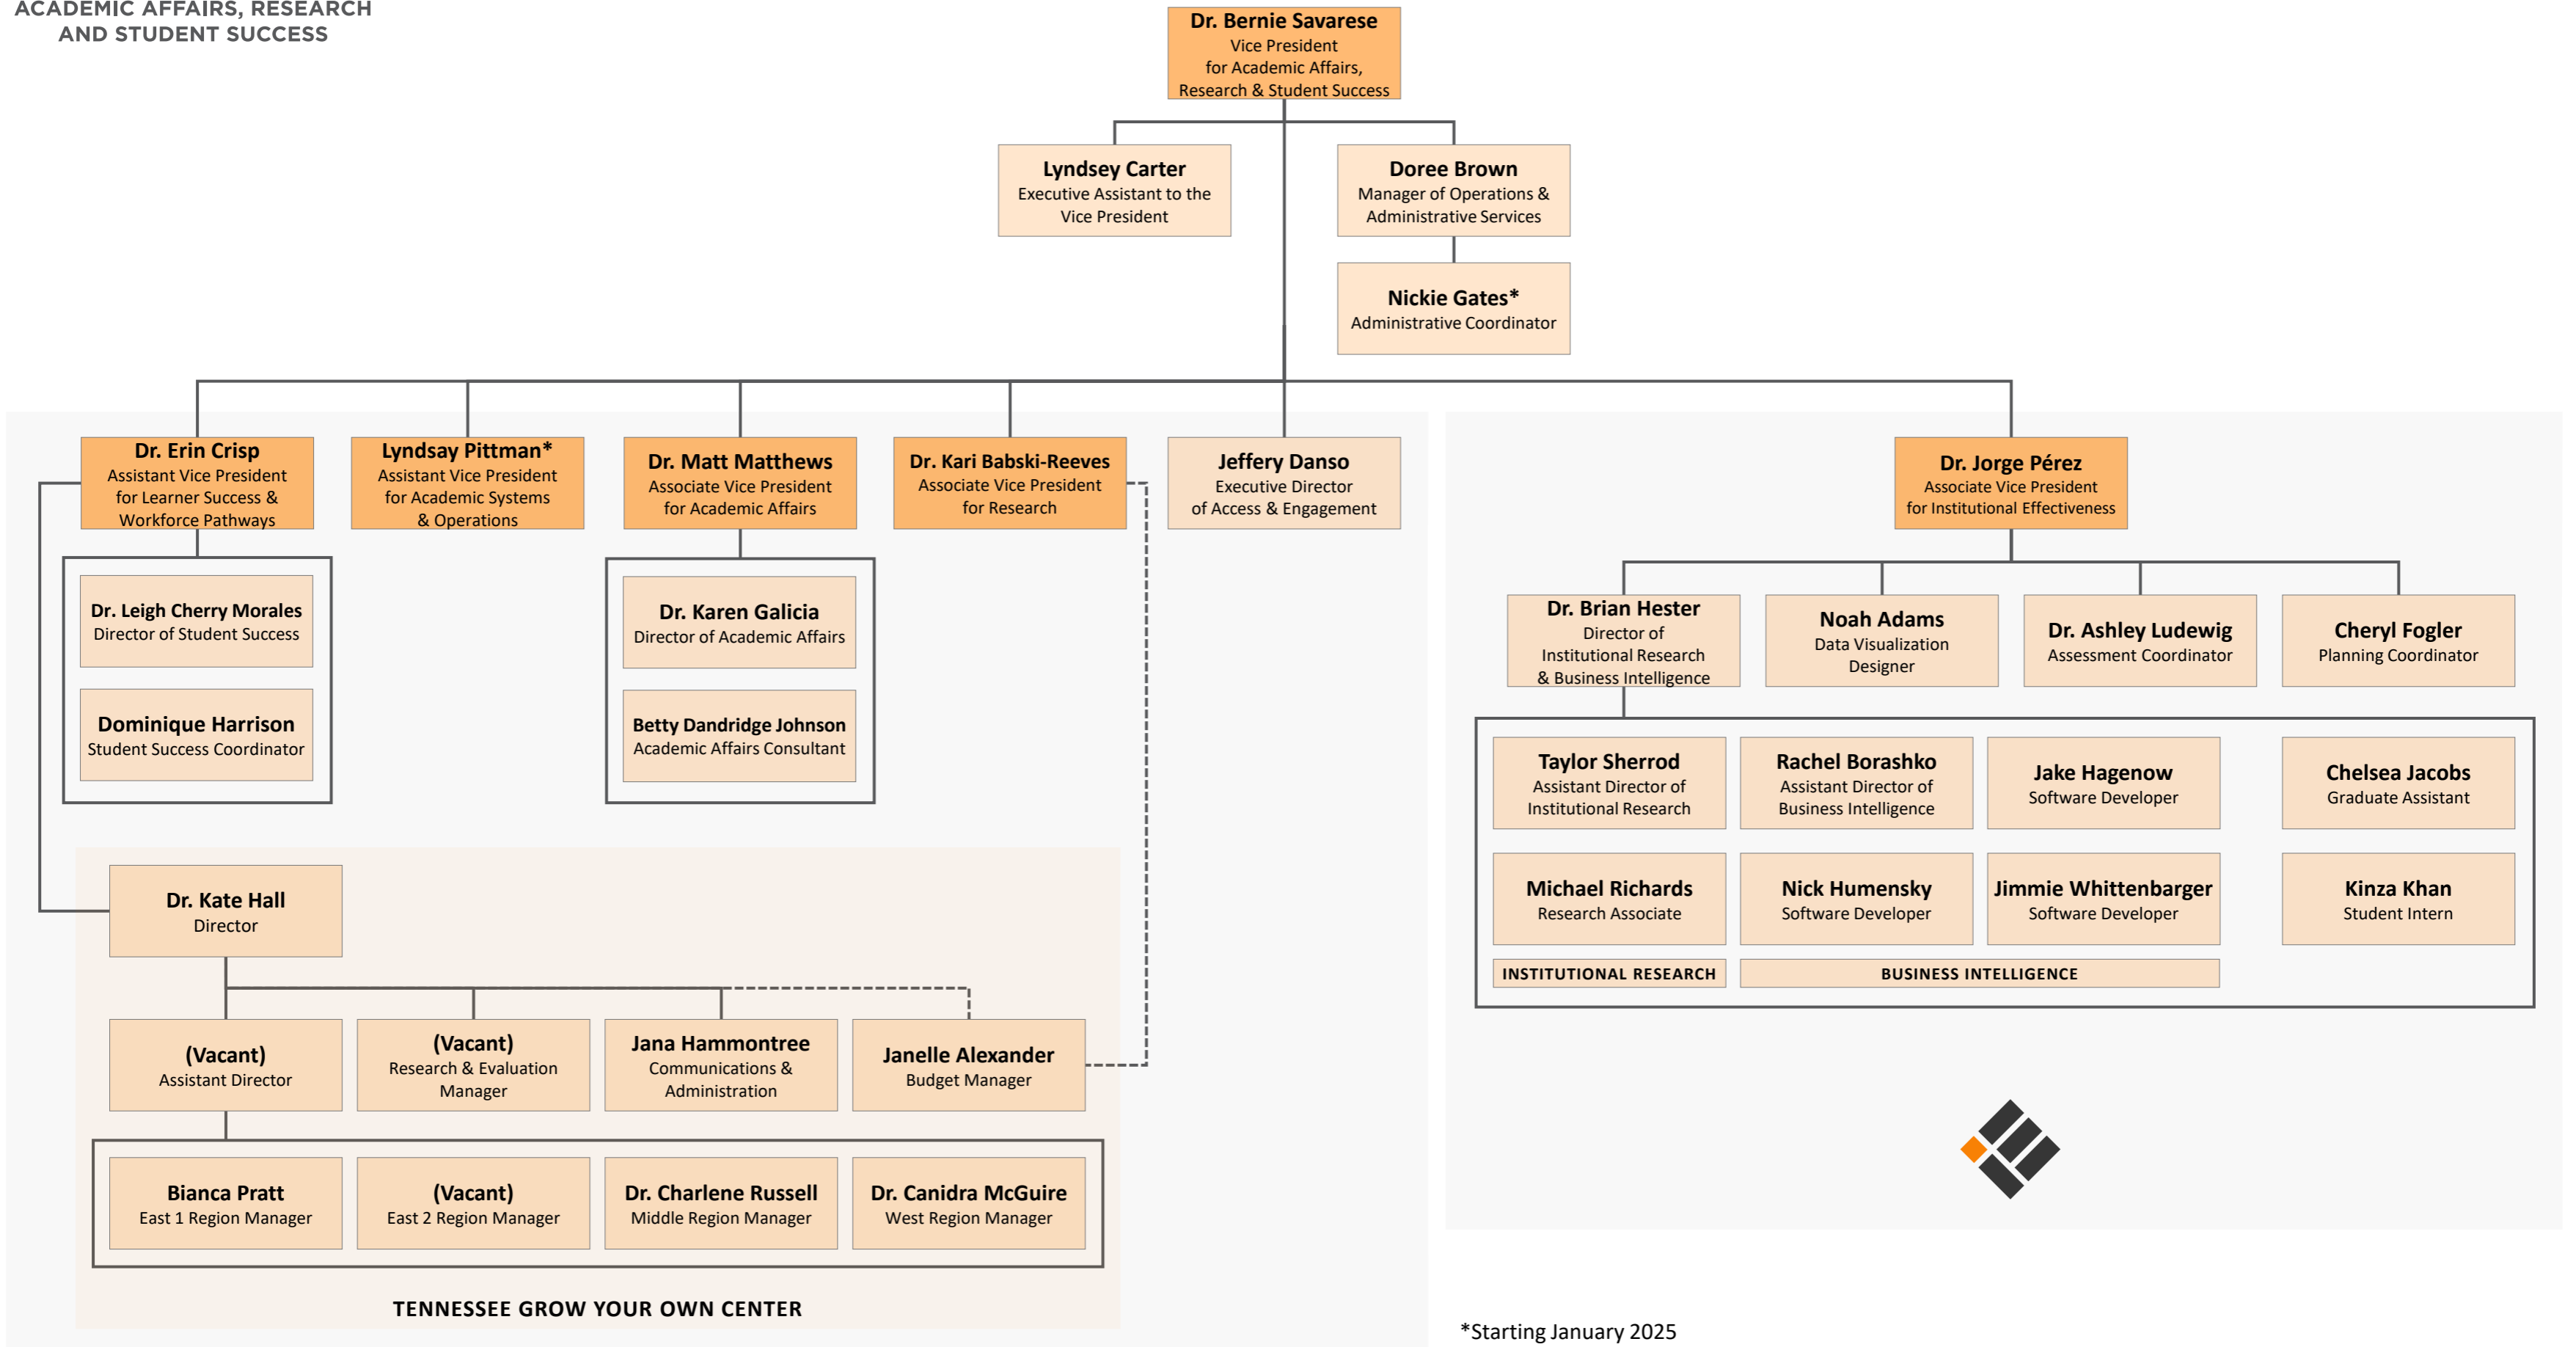 ACADEMIC AFFAIRS, RESEARCH
AND STUDENT SUCCESS
Dr. Bernie Savarese
Vice President
for Academic Affairs,
Research & Student Success
Lyndsey Carter
Executive Assistant to the
Vice President
Doree Brown
Manager of Operations &
Administrative Services
Nickie Gates*
Administrative Coordinator
Dr. Erin Crisp
Assistant Vice President
for Learner Success &
Workforce Pathways
Lyndsay Pittman*
Assistant Vice President
for Academic Systems
& Operations
Dr. Matt Matthews
Associate Vice President
for Academic Affairs
Dr. Kari Babski-Reeves
Associate Vice President
for Research
Jeffery Danso
Executive Director
of Access & Engagement
Dr. Jorge Pérez
Associate Vice President
for Institutional Effectiveness
Dr. Leigh Cherry Morales
Director of Student Success
Dominique Harrison
Student Success Coordinator
Dr. Karen Galicia
Director of Academic Affairs
Betty Dandridge Johnson
Academic Affairs Consultant
Dr. Brian Hester
Director of
Institutional Research
& Business Intelligence
Noah Adams
Data Visualization
Designer
Dr. Ashley Ludewig
Assessment Coordinator
Cheryl Fogler
Planning Coordinator
Taylor Sherrod
Assistant Director of
Institutional Research
Rachel Borashko
Assistant Director of
Business Intelligence
Jake Hagenow
Software Developer
Chelsea Jacobs
Graduate Assistant
Michael Richards
Research Associate
Nick Humensky
Software Developer
Jimmie Whittenbarger
Software Developer
Kinza Khan
Student Intern
INSTITUTIONAL RESEARCH
BUSINESS INTELLIGENCE
Dr. Kate Hall
Director
(Vacant)
Assistant Director
(Vacant)
Research & Evaluation
Manager
Jana Hammontree
Communications &
Administration
Janelle Alexander
Budget Manager
Bianca Pratt
East 1 Region Manager
(Vacant)
East 2 Region Manager
Dr. Charlene Russell
Middle Region Manager
Dr. Canidra McGuire
West Region Manager
TENNESSEE GROW YOUR OWN CENTER
*Starting January 2025